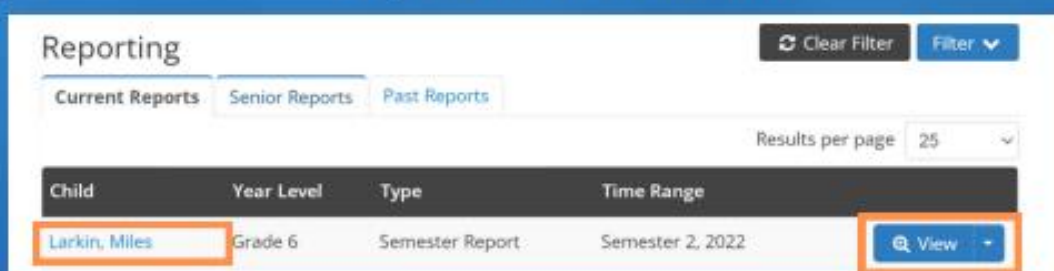 Reporting Clear Filter Filter
Current Reports Senior Reports Past Reports
Results per page 25
Child Year Level Type Time Range
Larkin, Miles Grade 6 Semester Report Semester 2, 2022 View